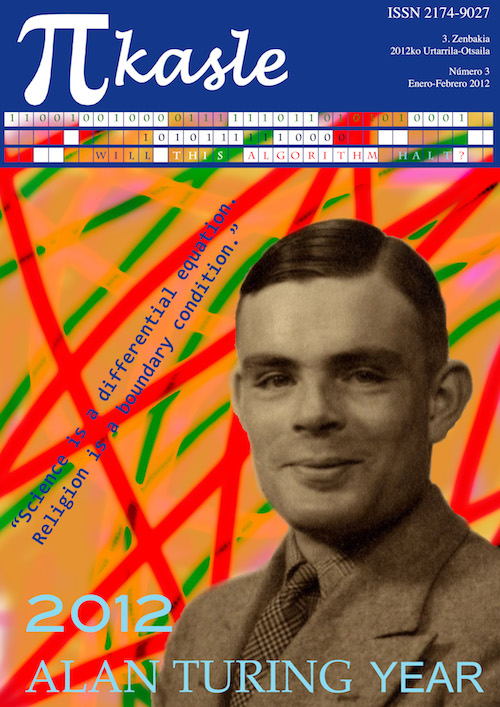 πkasle
ISSN 2174-9027
3. Zenbakia
2012ko Urtarrila-Otsaila
Número 3
Enero-Febrero 2012
WILL THIS ALGORITHM HALT?
“Science is a differential equation.
Religion is a boundary condition.”
2012
ALAN TURING YEAR